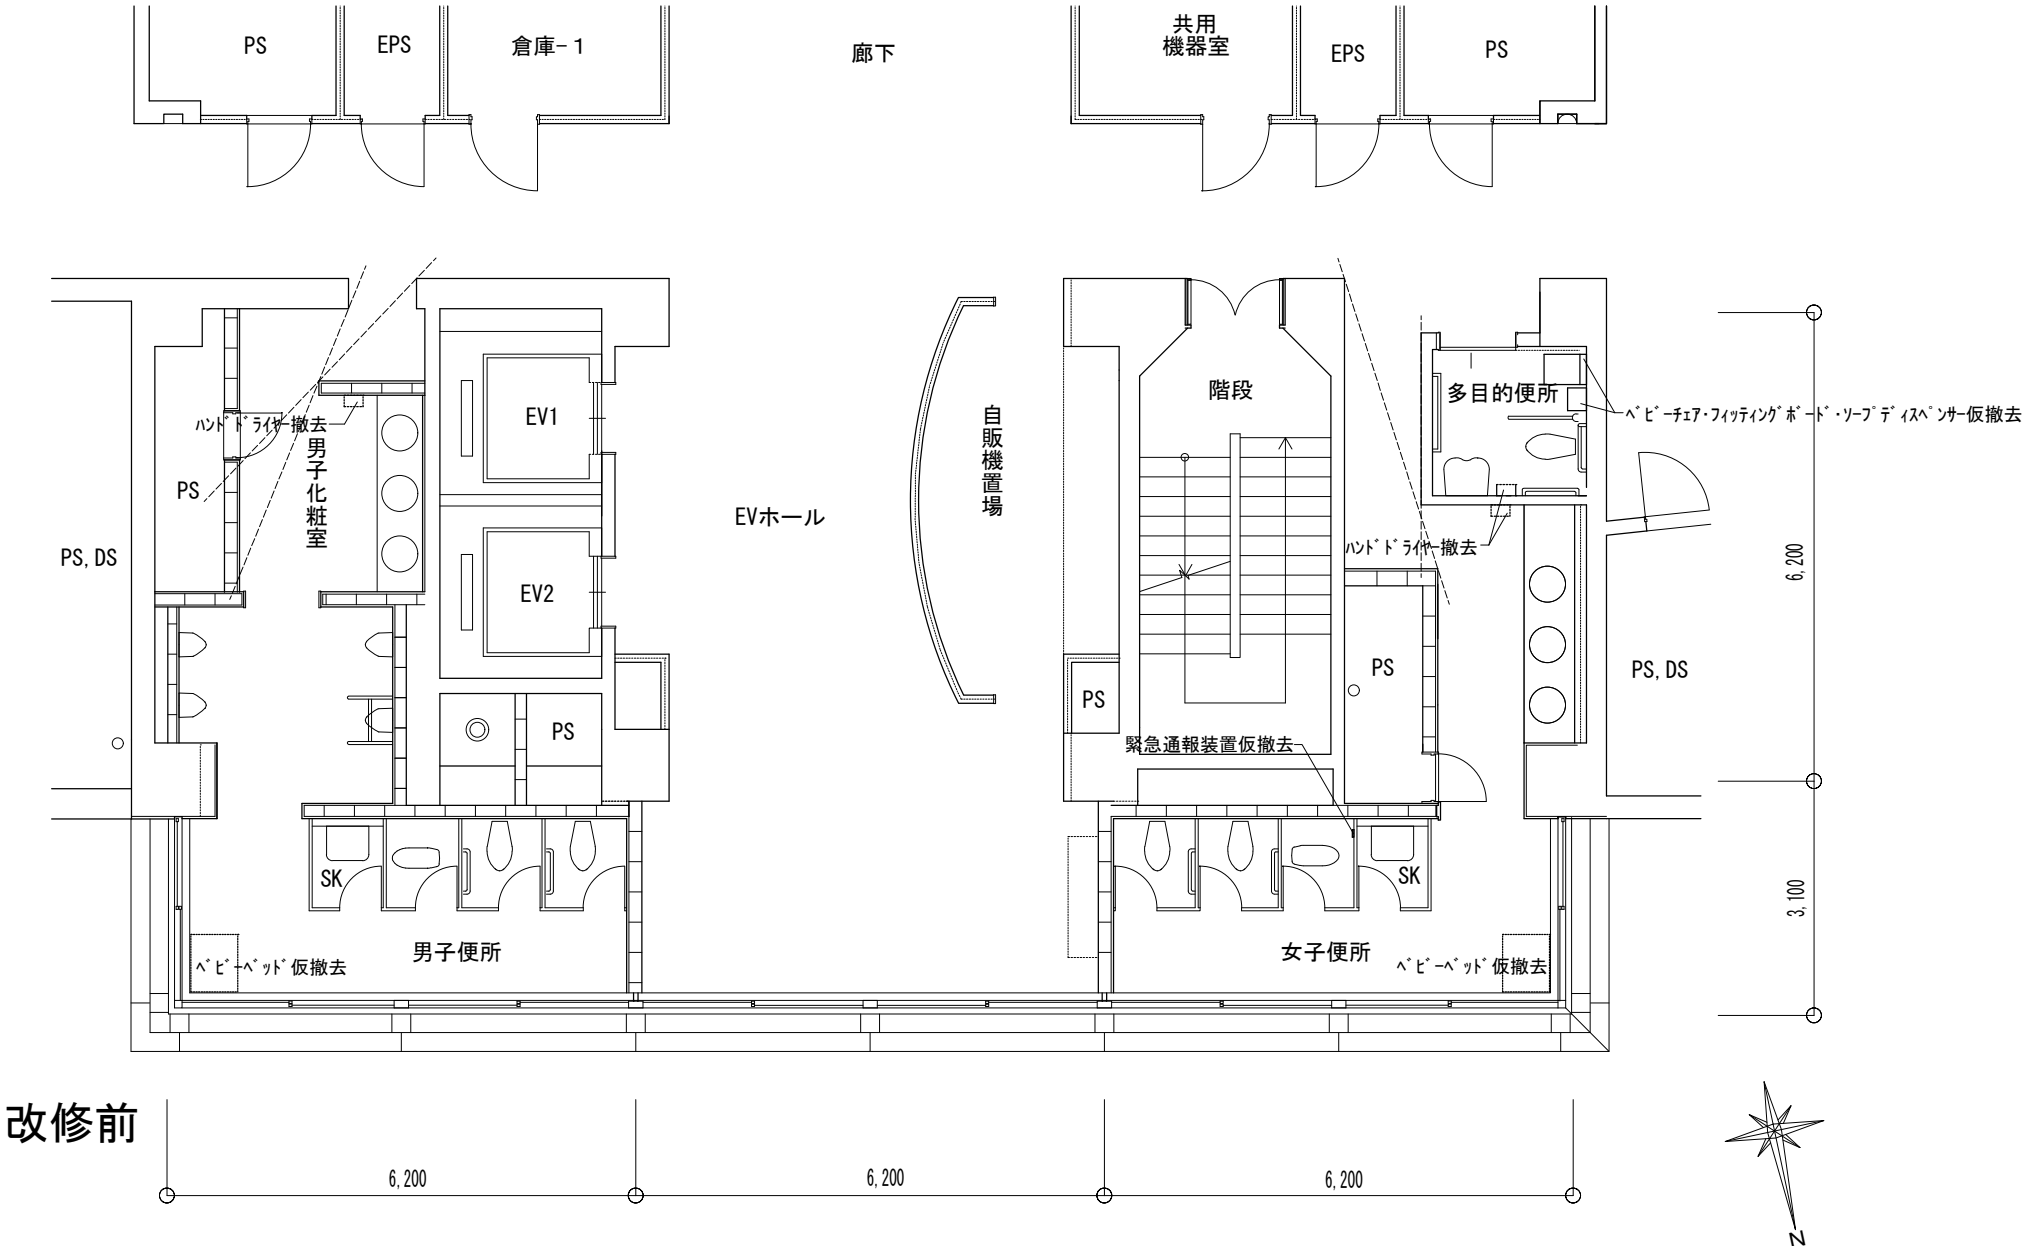 PS
EPS
倉庫-1
廊下
共用
機器室
EPS
PS
EV1
階段
多目的便所
ベビーチェア・フィッティングボード・ソープディスペンサー仮撤去
ハンドドライヤー撤去
男子化粧室
自販機置場
PS
EVホール
ハンドドライヤー撤去
PS,DS
EV2
6,200
PS
PS,DS
PS
PS
緊急通報装置仮撤去
SK
SK
3,100
男子便所
女子便所
ベビーベッド仮撤去
ベビーベッド仮撤去
改修前
6,200
6,200
6,200
N